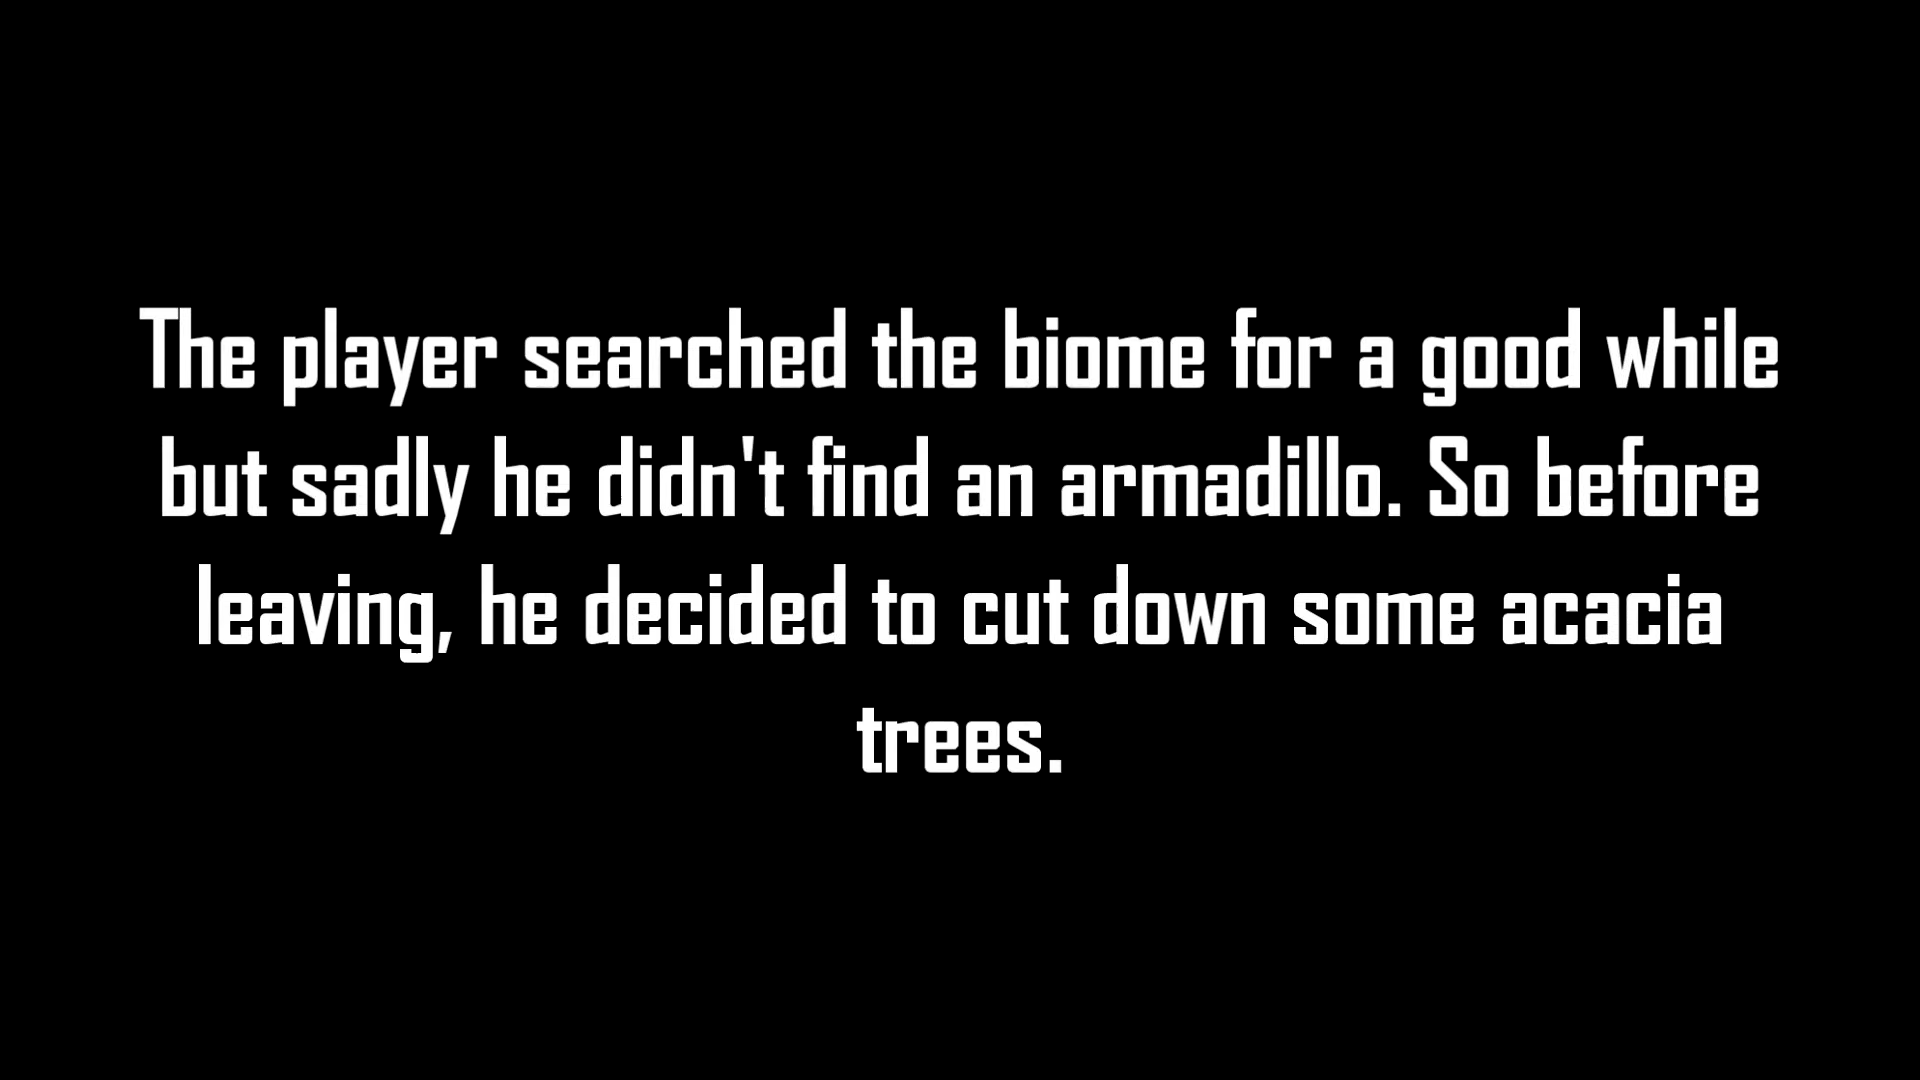 The player searched the biome for a good while
but sadly he didn't find an armadillo. So before
leaving, he decided to cut down some acacia
trees.